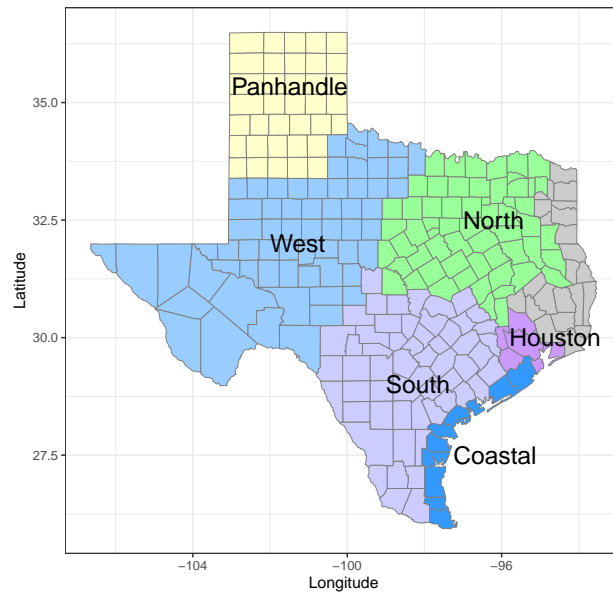 35.0
32.5
30.0
27.5
Latitude
Panhandle
North
West
Houston
South
Coastal
−104
−100
−96
Longitude